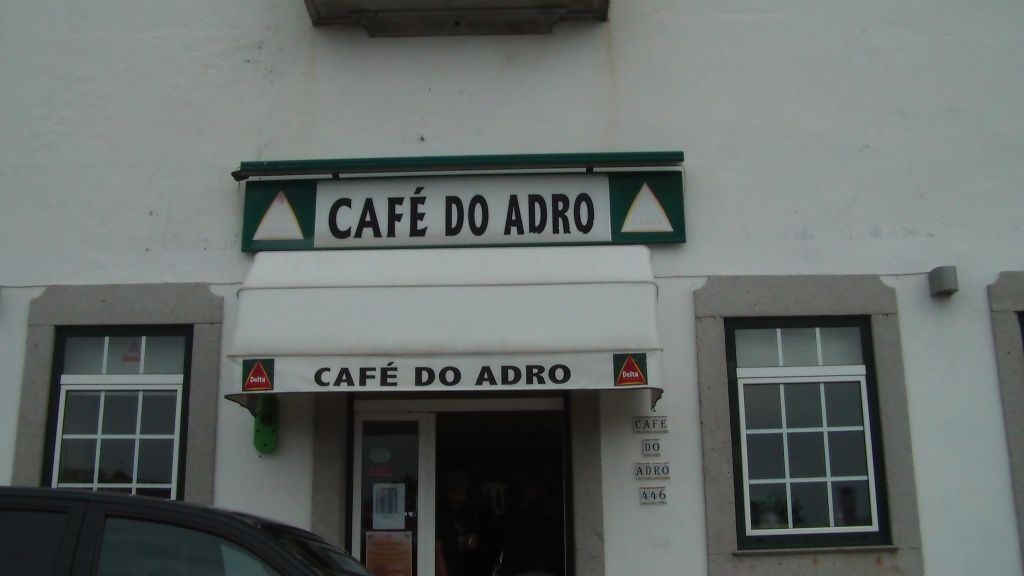 CAFÉ DO ADRO
CAFÉ DO ADRO
Delta
Delta
CAFE
DO
ADRO
446